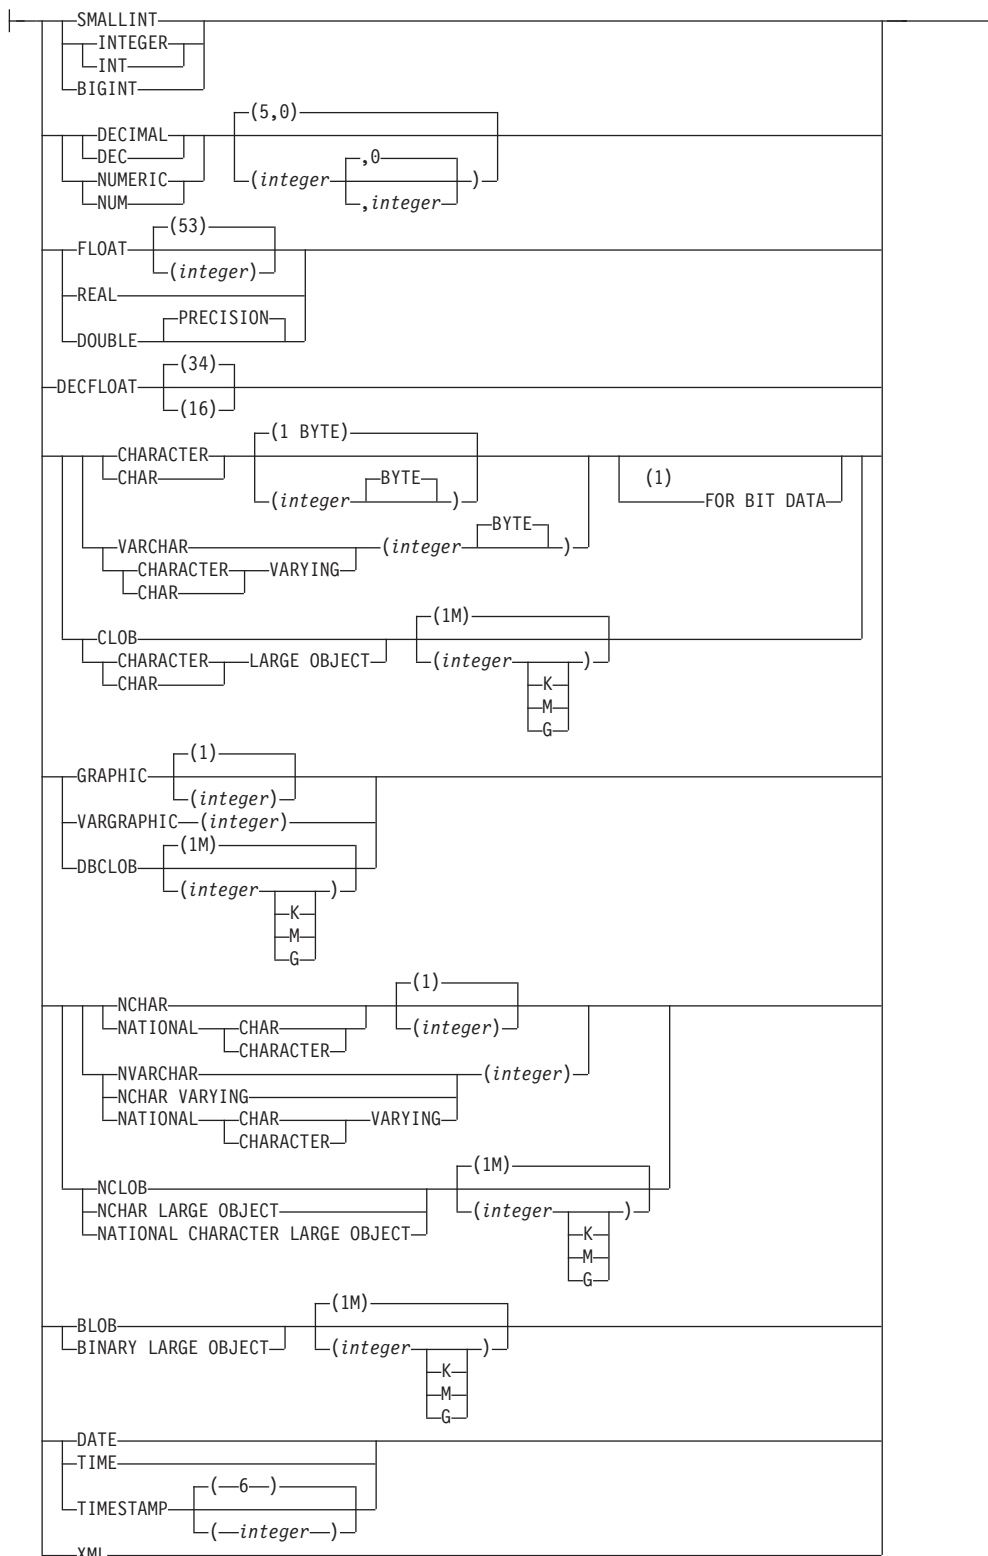 SMALLINT
INTEGER
INT
BIGINT
(5,0)
DECIMAL
DEC
,0
NUMERIC
(integer )
NUM
,integer
(53)
FLOAT
(integer)
REAL
PRECISION
DOUBLE
(34)
DECFLOAT
(16)
(1 BYTE)
CHARACTER
CHAR
(1)
BYTE
(integer )
FOR BIT DATA
BYTE
VARCHAR
(integer )
CHARACTER VARYING
CHAR
(1M)
CLOB
CHARACTER LARGE OBJECT
(integer )
CHAR
K
M
G
(1)
GRAPHIC
(integer)
VARGRAPHIC (integer)
(1M)
DBCLOB
(integer )
K
M
G
(1)
NCHAR
NATIONAL CHAR
(integer)
CHARACTER
NVARCHAR
(integer)
NCHAR VARYING
NATIONAL CHAR VARYING
CHARACTER
(1M)
NCLOB
NCHAR LARGE OBJECT
(integer )
NATIONAL CHARACTER LARGE OBJECT
K
M
G
(1M)
BLOB
BINARY LARGE OBJECT
(integer )
K
M
G
DATE
TIME
( 6 )
TIMESTAMP
( integer )
XML